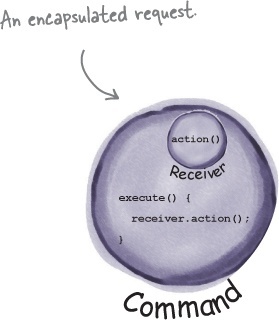 An encapsulated request.
action()
Receiver
execute() {
receiver.action();
}
Command